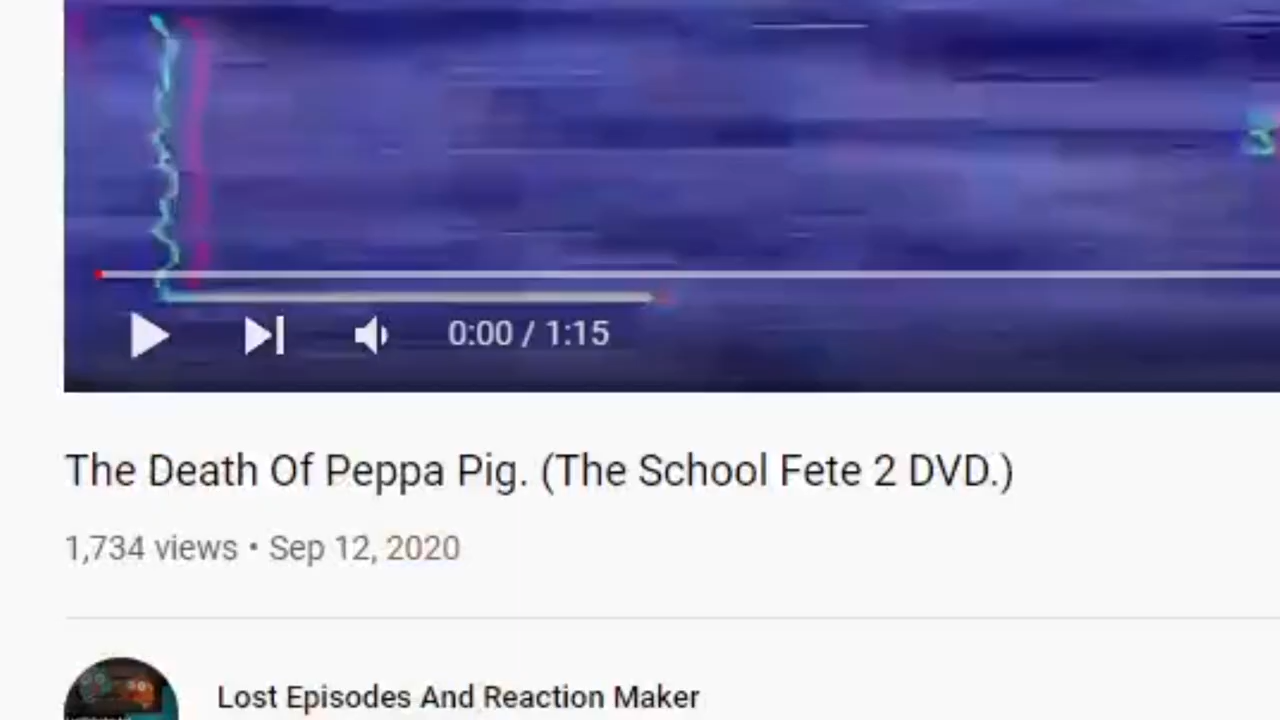 0:00 / 1:15
The Death Of Peppa Pig. (The School Fete 2 DVD.)
1,734 views • Sep 12, 2020
Lost Episodes And Reaction Maker